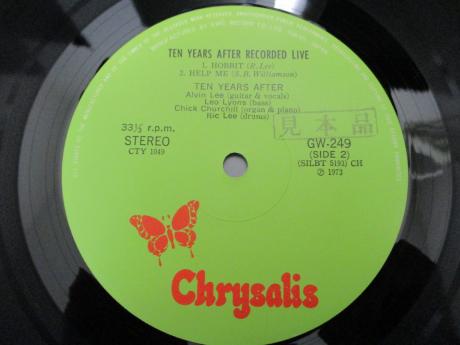 TEN YEARS AFTER RECORDED LIVE
1. HOBBIT (R. Lee)
2. HELP ME (S. B. Williamson)
TEN YEARS AFTER
Alvin Lee (guitar & vocals)
Leo Lyons (bass)
Chick Churchill (organ & piano)
Ric Lee (drums)
33⅓ r.p.m.
STEREO
CTY 1049
見本品
GW-249
(SIDE 2)
(SILBT 5193) CH
Ⓟ 1973
Chrysalis